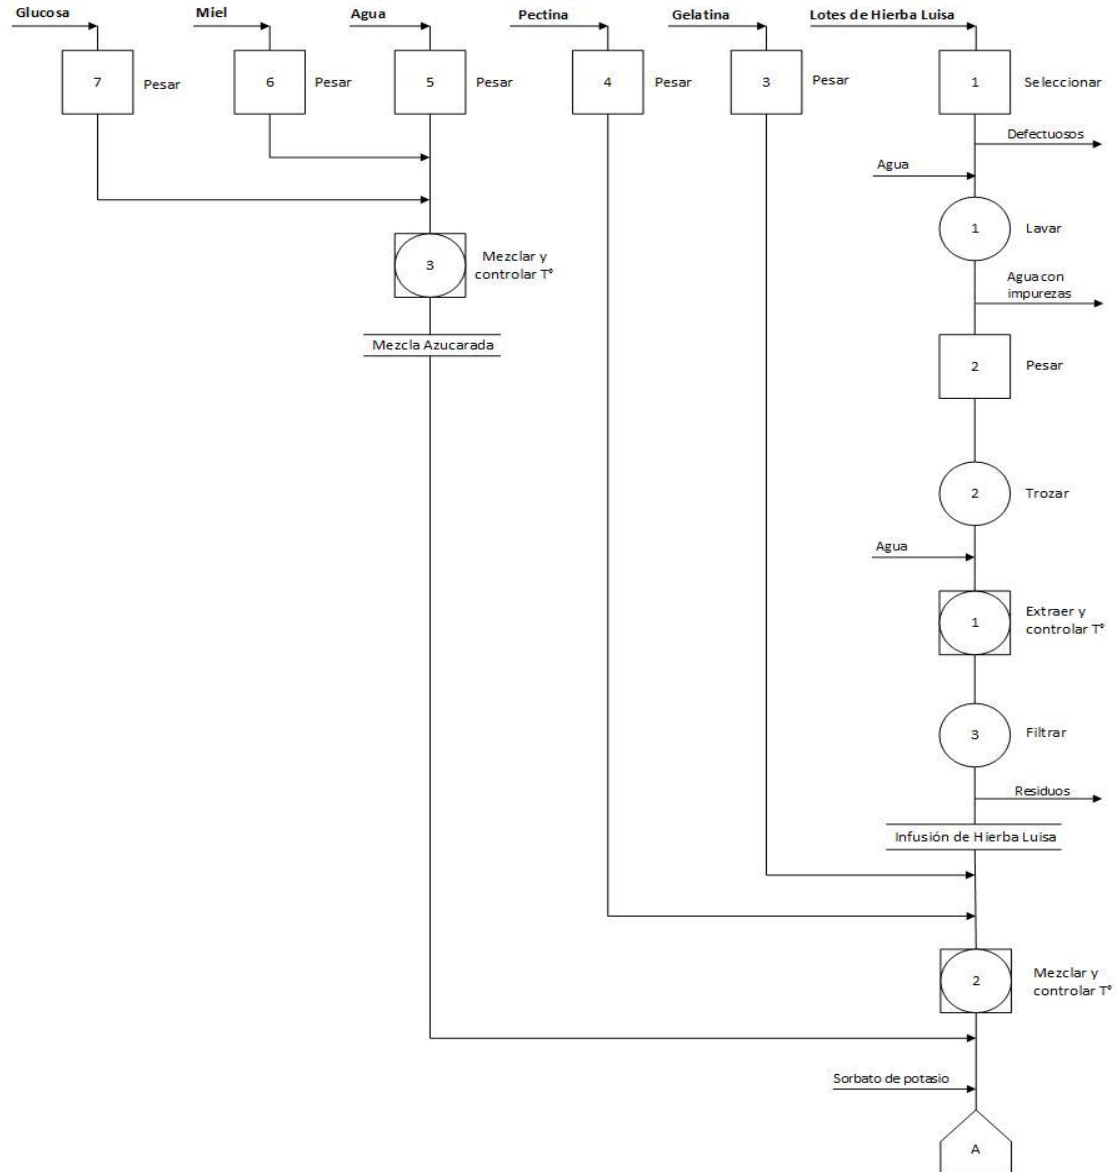 Glucosa
Miel
Agua
Pectina
Gelatina
Lotes de Hierba Luisa
7
Pesar
6
Pesar
5
Pesar
4
Pesar
3
Pesar
1
Seleccionar
Defectuosos
Agua
1
Lavar
3
Mezclar y
controlar T°
Agua con
impurezas
Mezcla Azucarada
2
Pesar
2
Trozar
Agua
1
Extraer y
controlar T°
3
Filtrar
Residuos
Infusión de Hierba Luisa
2
Mezclar y
controlar T°
Sorbato de potasio
A